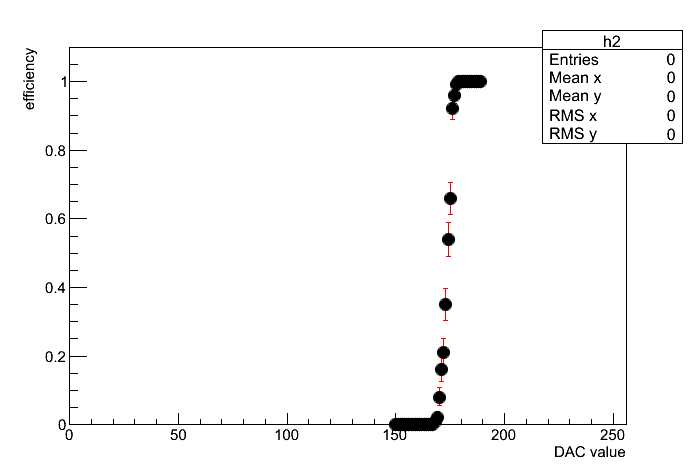 h2
Entries 0
Mean x 0
Mean y 0
RMS x 0
RMS y 0
efficiency
1
0.8
0.6
0.4
0.2
0
0 50 100 150 200 250
DAC value